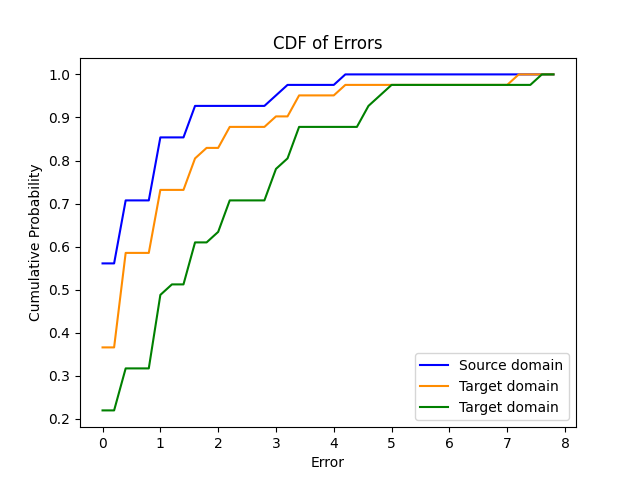 CDF of Errors
1.0
0.9
0.8
0.7
0.6
0.5
0.4
0.3
0.2
Cumulative Probability
Source domain
Target domain
Target domain
0 1 2 3 4 5 6 7 8
Error